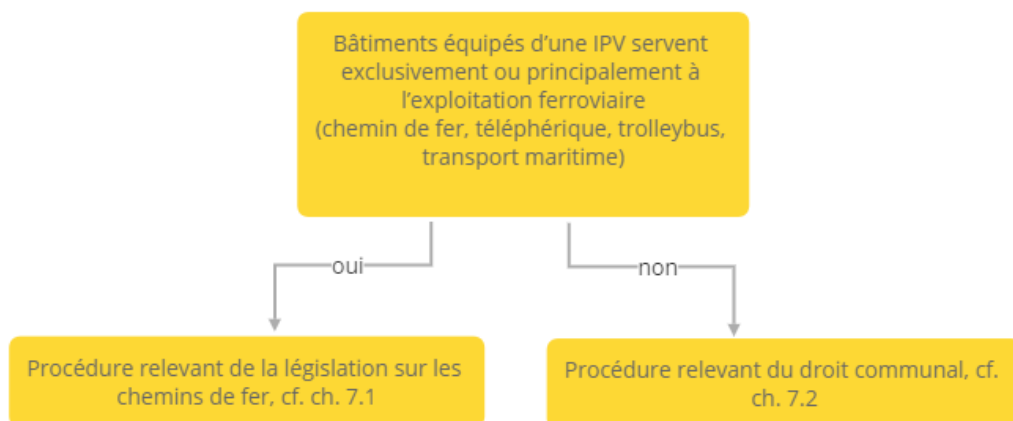 Bâtiments équipés d'une IPV servent
exclusivement ou principalement à
l'exploitation ferroviaire
(chemin de fer, téléphérique, trolleybus,
transport maritime)
oui
non
Procédure relevant de la législation sur les
chemins de fer, cf. ch. 7.1
Procédure relevant du droit communal, cf.
ch. 7.2